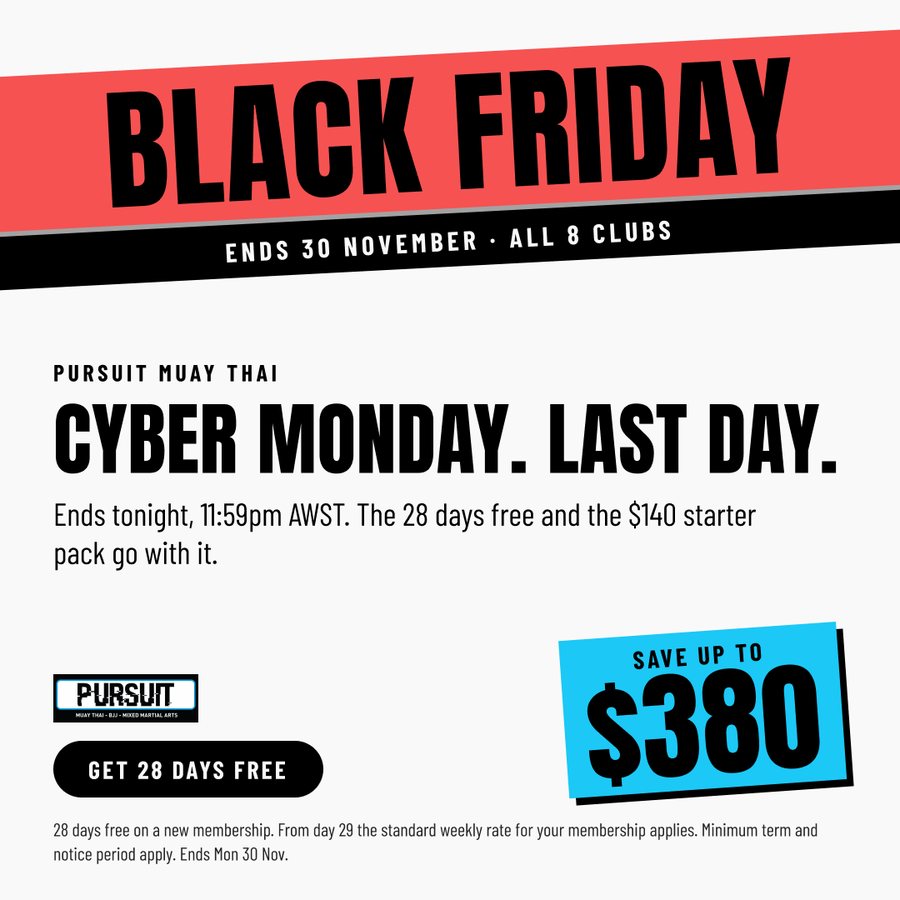 BLACK FRIDAY
ENDS 30 NOVEMBER · ALL 8 CLUBS
PURSUIT MUAY THAI
CYBER MONDAY. LAST DAY.
Ends tonight, 11:59pm AWST. The 28 days free and the $140 starter
pack go with it.
SAVE UP TO
$380
PURSUIT
MUAY THAI - BJJ - MIXED MARTIAL ARTS
GET 28 DAYS FREE
28 days free on a new membership. From day 29 the standard weekly rate for your membership applies. Minimum term and
notice period apply. Ends Mon 30 Nov.